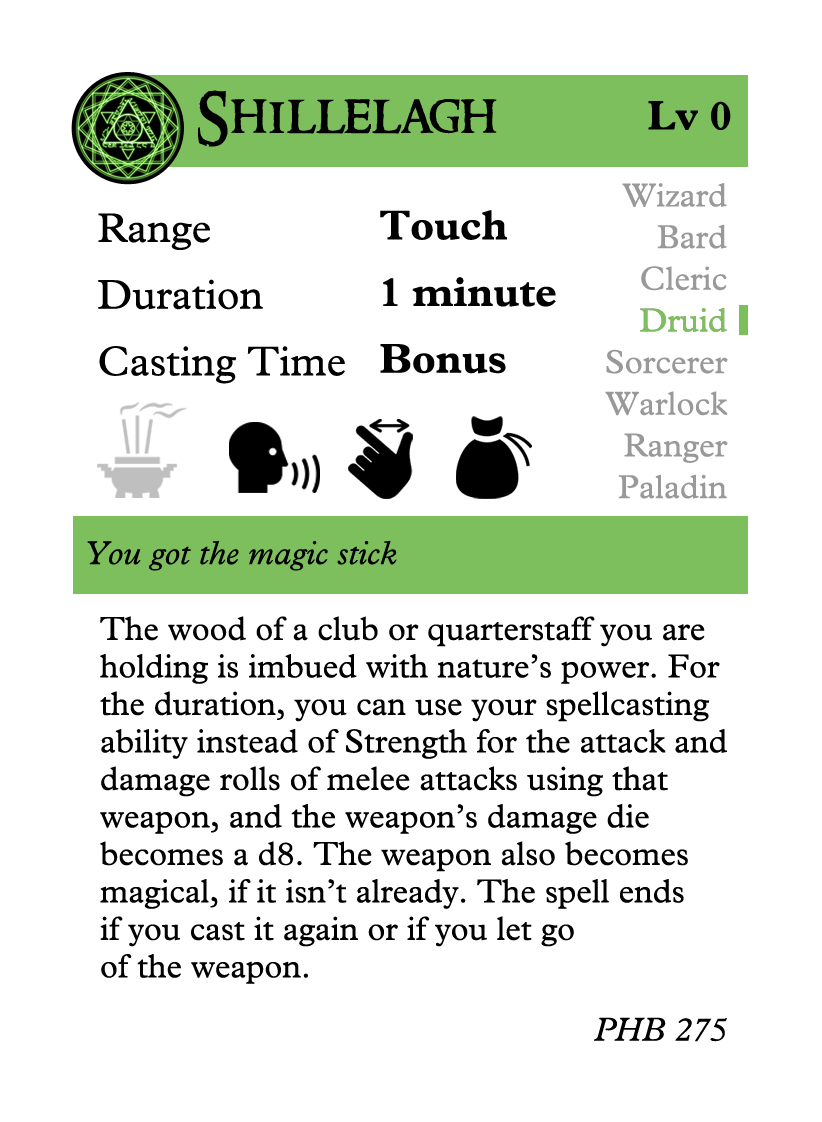 Shillelagh
Lv 0
Range Touch
Duration 1 minute
Casting Time Bonus
Wizard
Bard
Cleric
Druid
Sorcerer
Warlock
Ranger
Paladin
You got the magic stick
The wood of a club or quarterstaff you are
holding is imbued with nature’s power. For
the duration, you can use your spellcasting
ability instead of Strength for the attack and
damage rolls of melee attacks using that
weapon, and the weapon’s damage die
becomes a d8. The weapon also becomes
magical, if it isn’t already. The spell ends
if you cast it again or if you let go
of the weapon.
PHB 275